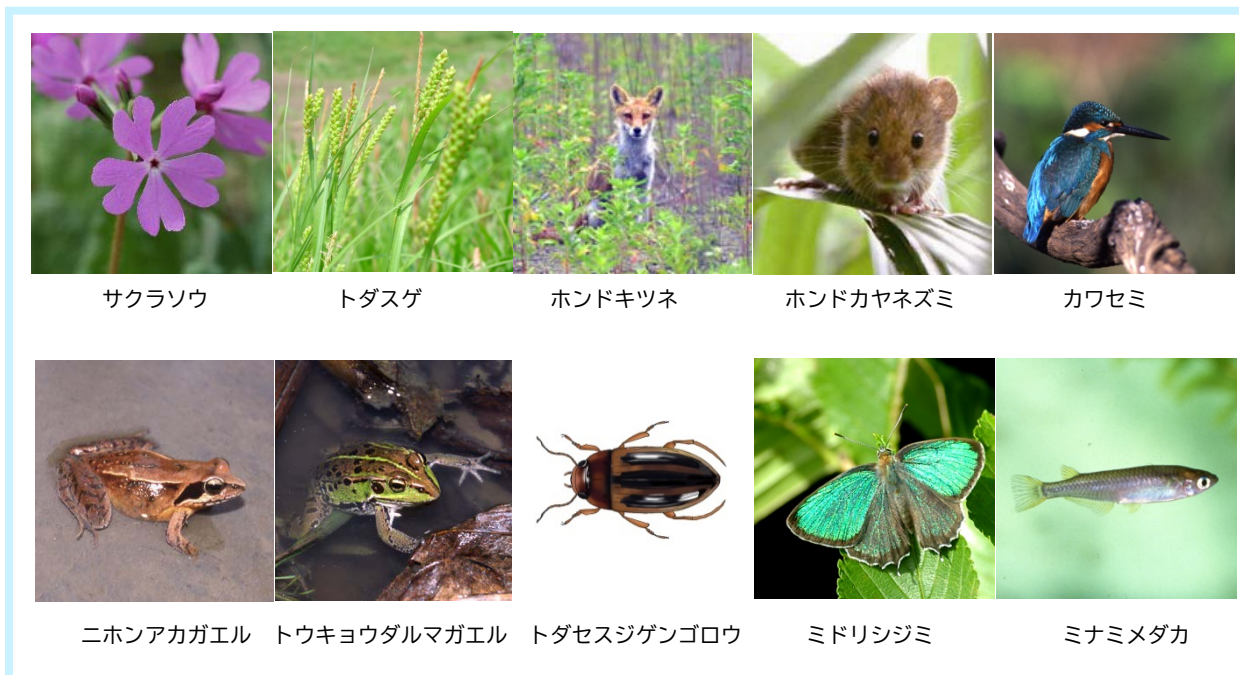 サクラソウ
トダスゲ
ホンドキツネ
ホンドカヤネズミ
カワセミ
ニホンアカガエル
トウキョウダルマガエル
トダセスジゲンゴロウ
ミドリシジミ
ミナミメダカ